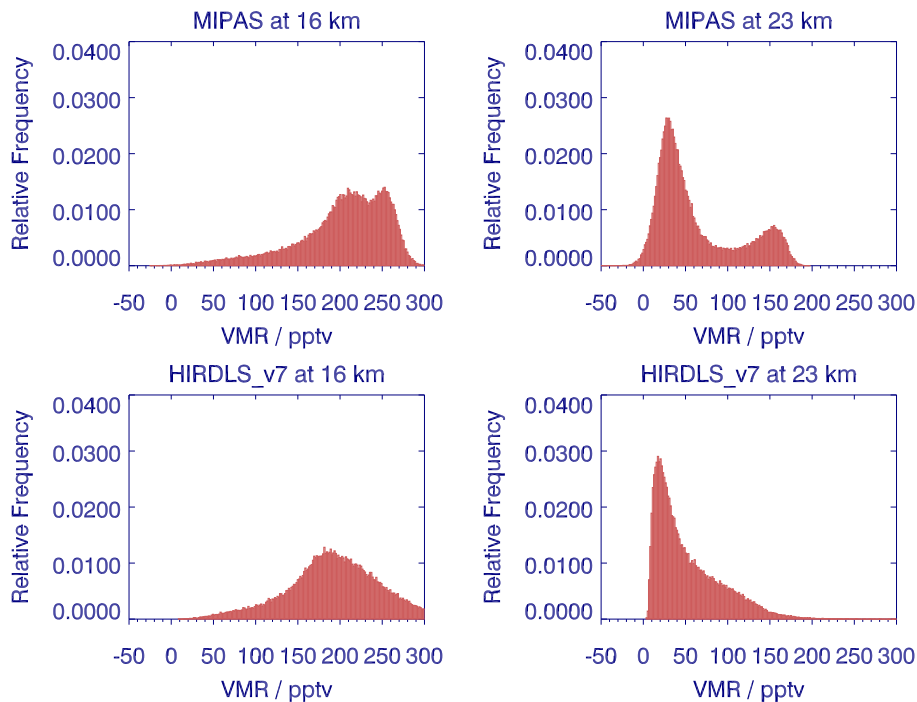 MIPAS at 16 km
Relative Frequency
0.0400
0.0300
0.0200
0.0100
0.0000
-50 0 50 100 150 200 250 300
VMR / pptv
MIPAS at 23 km
Relative Frequency
0.0400
0.0300
0.0200
0.0100
0.0000
-50 0 50 100 150 200 250 300
VMR / pptv
HIRDLS_v7 at 16 km
Relative Frequency
0.0400
0.0300
0.0200
0.0100
0.0000
-50 0 50 100 150 200 250 300
VMR / pptv
HIRDLS_v7 at 23 km
Relative Frequency
0.0400
0.0300
0.0200
0.0100
0.0000
-50 0 50 100 150 200 250 300
VMR / pptv